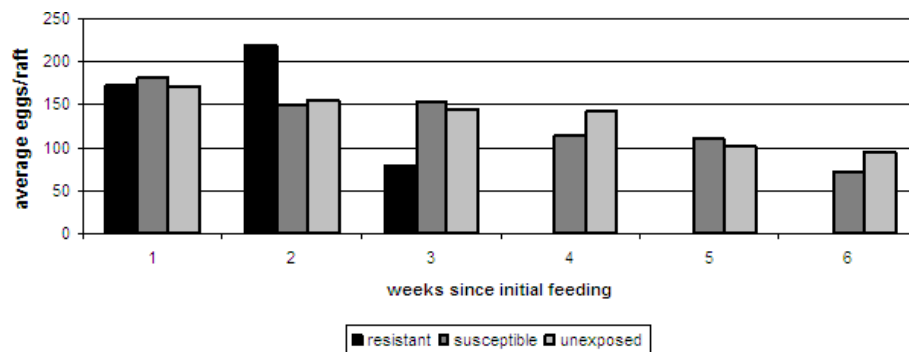 250
200
150
100
50
0
average eggs/raft
1 2 3 4 5 6
weeks since initial feeding
resistant susceptible unexposed